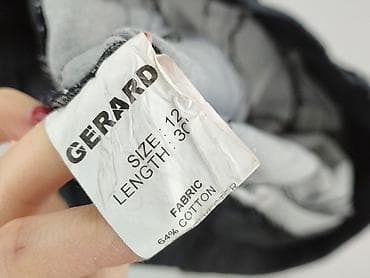 GERARD
SIZE : 12
LENGTH : 30
FABRIC
64% COTTON